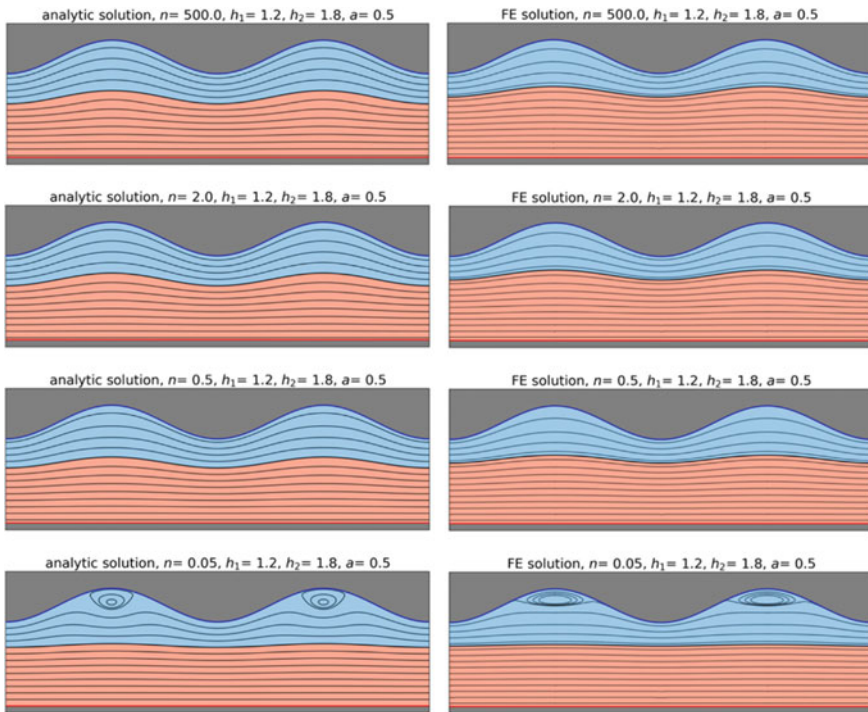 analytic solution, n= 500.0, h₁= 1.2, h₂= 1.8, a= 0.5
FE solution, n= 500.0, h₁= 1.2, h₂= 1.8, a= 0.5
analytic solution, n= 2.0, h₁= 1.2, h₂= 1.8, a= 0.5
FE solution, n= 2.0, h₁= 1.2, h₂= 1.8, a= 0.5
analytic solution, n= 0.5, h₁= 1.2, h₂= 1.8, a= 0.5
FE solution, n= 0.5, h₁= 1.2, h₂= 1.8, a= 0.5
analytic solution, n= 0.05, h₁= 1.2, h₂= 1.8, a= 0.5
FE solution, n= 0.05, h₁= 1.2, h₂= 1.8, a= 0.5